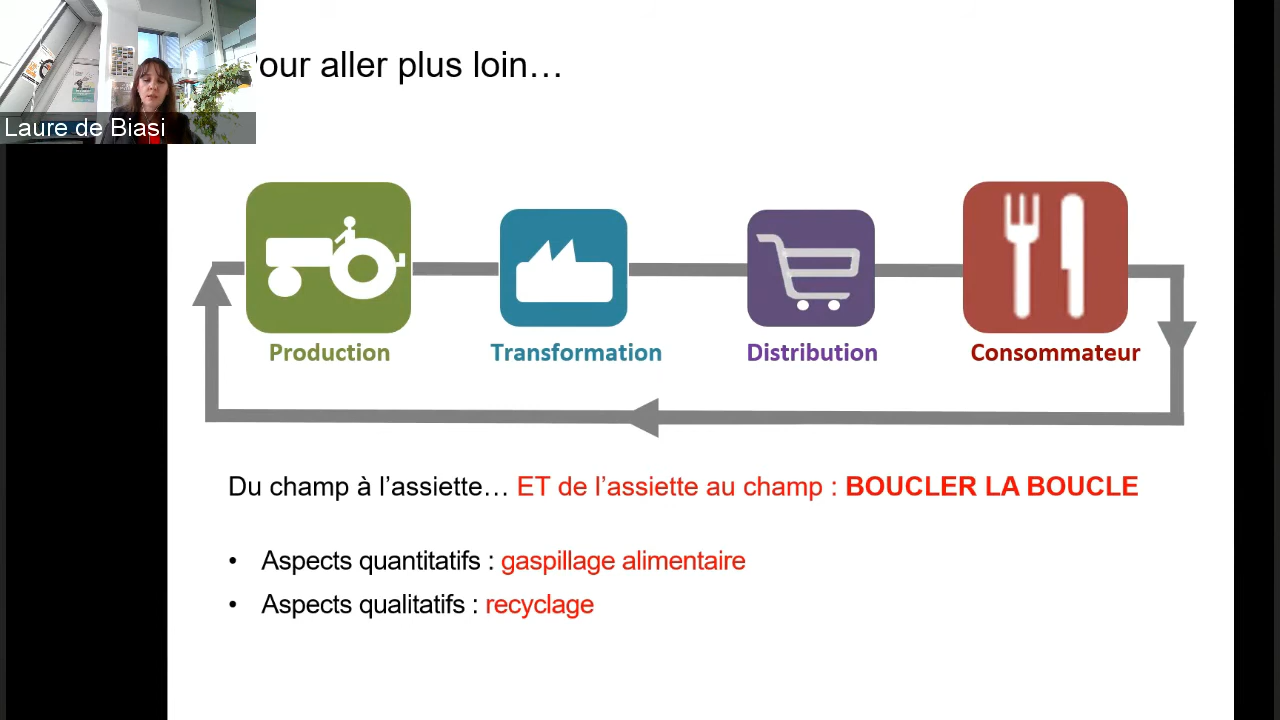 our aller plus loin…
Laure de Biasi
Production
Transformation
Distribution
Consommateur
Du champ à l’assiette… ET de l’assiette au champ : BOUCLER LA BOUCLE
• Aspects quantitatifs : gaspillage alimentaire
• Aspects qualitatifs : recyclage